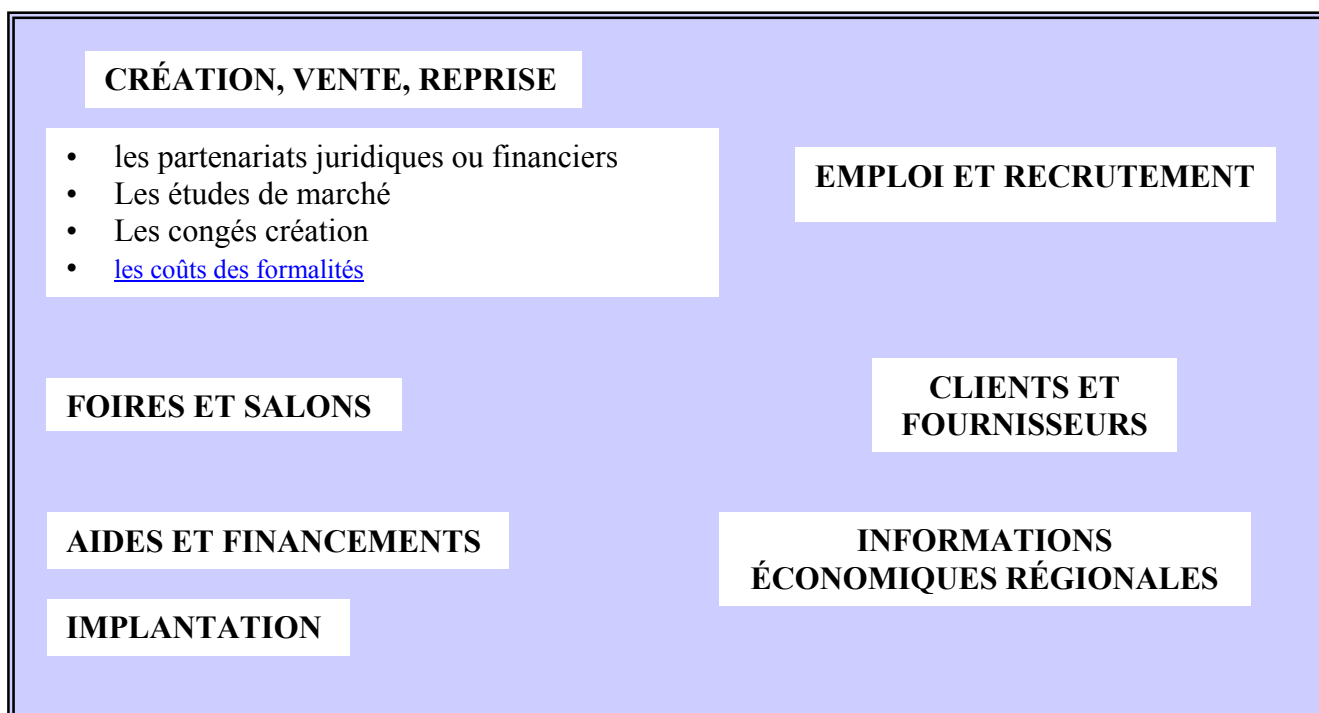 CRÉATION, VENTE, REPRISE
• les partenariats juridiques ou financiers
• Les études de marché
• Les congés création
• les coûts des formalités
EMPLOI ET RECRUTEMENT
FOIRES ET SALONS
CLIENTS ET
FOURNISSEURS
AIDES ET FINANCEMENTS
INFORMATIONS
ÉCONOMIQUES RÉGIONALES
IMPLANTATION